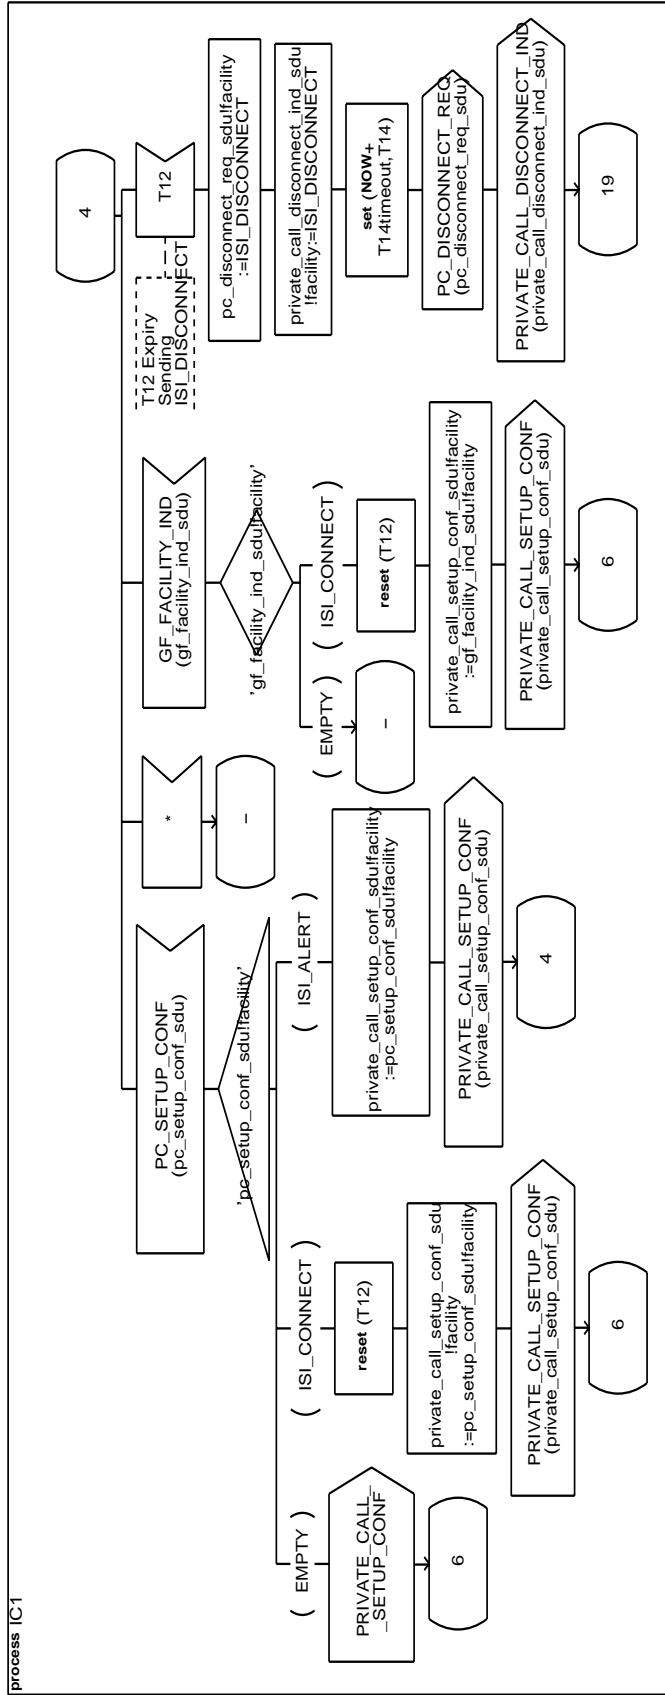 process IC1
4
PC_SETUP_CONF
(pc_setup_conf_sdu)
'pc_setup_conf_sdu!facility'
( EMPTY )
PRIVATE_CALL_
_SETUP_CONF
6
( ISI_CONNECT )
reset (T12)
private_call_setup_conf_sdu
!facility
:=pc_setup_conf_sdu!facility
PRIVATE_CALL_SETUP_CONF
(private_call_setup_conf_sdu)
6
( ISI_ALERT )
private_call_setup_conf_sdu!facility
:=pc_setup_conf_sdu!facility
PRIVATE_CALL_SETUP_CONF
(private_call_setup_conf_sdu)
4
*
–
GF_FACILITY_IND
(gf_facility_ind_sdu)
'gf_facility_ind_sdu!facility'
( EMPTY )
–
( ISI_CONNECT )
reset (T12)
private_call_setup_conf_sdu!facility
:=gf_facility_ind_sdu!facility
PRIVATE_CALL_SETUP_CONF
(private_call_setup_conf_sdu)
6
T12 Expiry
Sending
ISI_DISCONNECT
T12
pc_disconnect_req_sdu!facility
:=ISI_DISCONNECT
private_call_disconnect_ind_sdu
!facility:=ISI_DISCONNECT
set (NOW+
T14timeout,T14)
PC_DISCONNECT_REQ
(pc_disconnect_req_sdu)
PRIVATE_CALL_DISCONNECT_IND
(private_call_disconnect_ind_sdu)
19